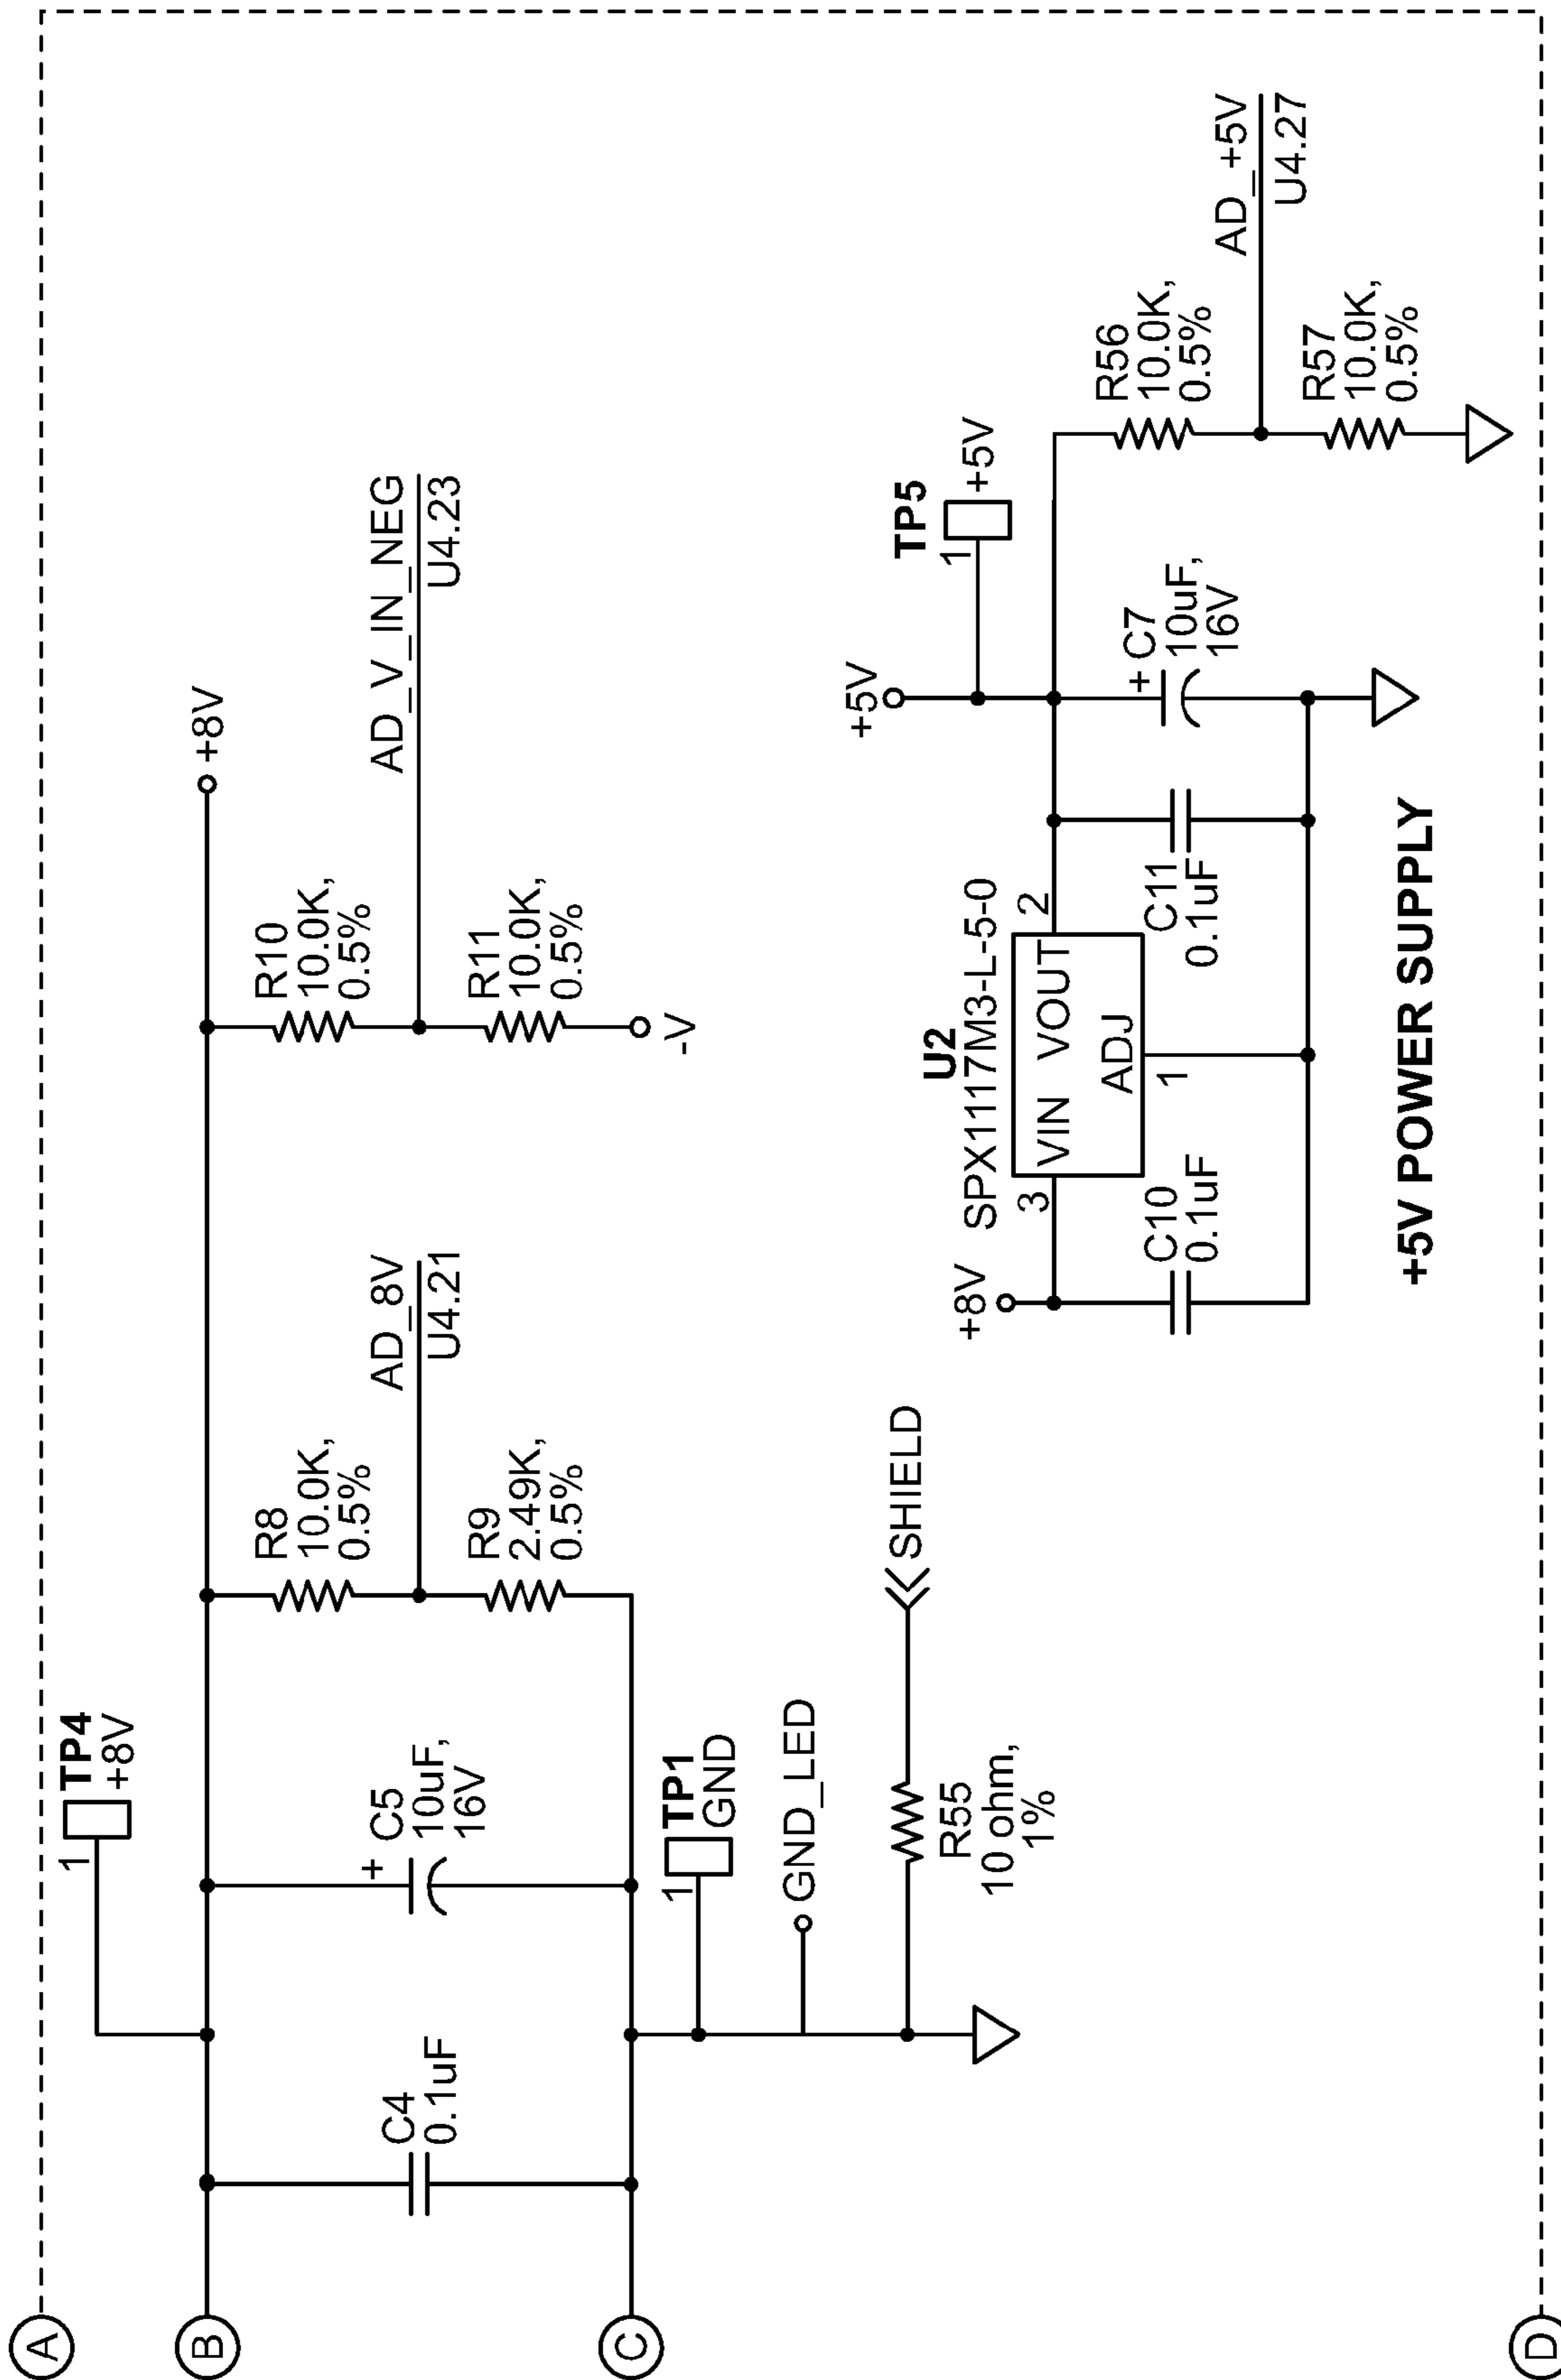 A
B
C
D
1
TP4
+8V
C4
0.1uF
+
C5
10uF,
16V
R8
10.0K,
0.5%
AD_8V
U4.21
R9
2.49K,
0.5%
R10
10.0K,
0.5%
AD_V_IN_NEG
U4.23
R11
10.0K,
0.5%
-V
+8V
1
TP1
GND
GND_LED
R55
10 ohm,
1%
SHIELD
+8V
C10
0.1uF
U2
SPX1117M3-L-5-0
3
VIN VOUT
2
ADJ
1
C11
0.1uF
+5V
+
C7
10uF,
16V
TP5
1
+5V
R56
10.0K,
0.5%
AD_+5V
U4.27
R57
10.0K,
0.5%
+5V POWER SUPPLY